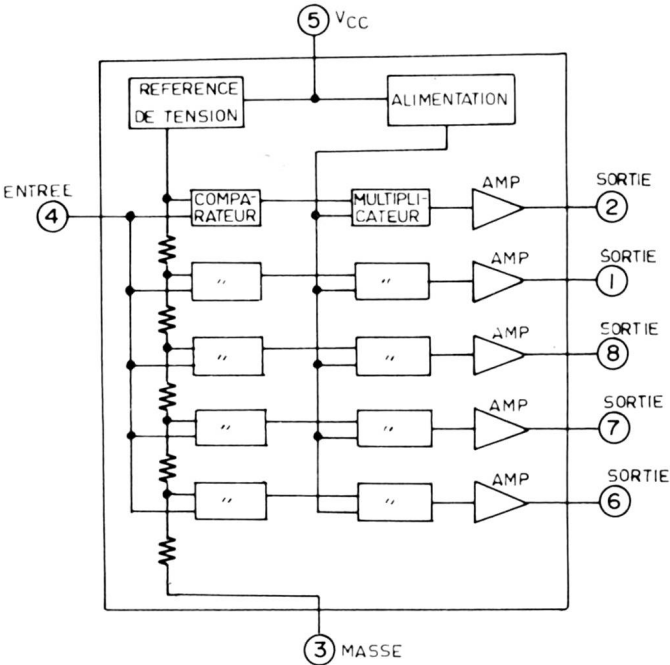 5 VCC
REFERENCE
DE TENSION
ALIMENTATION
ENTREE
4
COMPA-
RATEUR
MULTIPLI-
CATEUR
AMP
SORTIE
2
〃
〃
AMP
SORTIE
1
〃
〃
AMP
SORTIE
8
〃
〃
AMP
SORTIE
7
〃
〃
AMP
SORTIE
6
3 MASSE